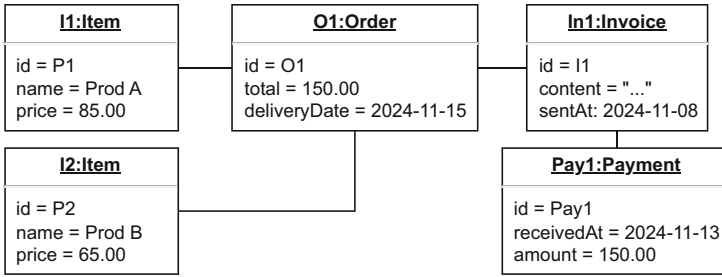 I1:Item
id = P1
name = Prod A
price = 85.00
O1:Order
id = O1
total = 150.00
deliveryDate = 2024-11-15
In1:Invoice
id = I1
content = "..."
sentAt: 2024-11-08
I2:Item
id = P2
name = Prod B
price = 65.00
Pay1:Payment
id = Pay1
receivedAt = 2024-11-13
amount = 150.00